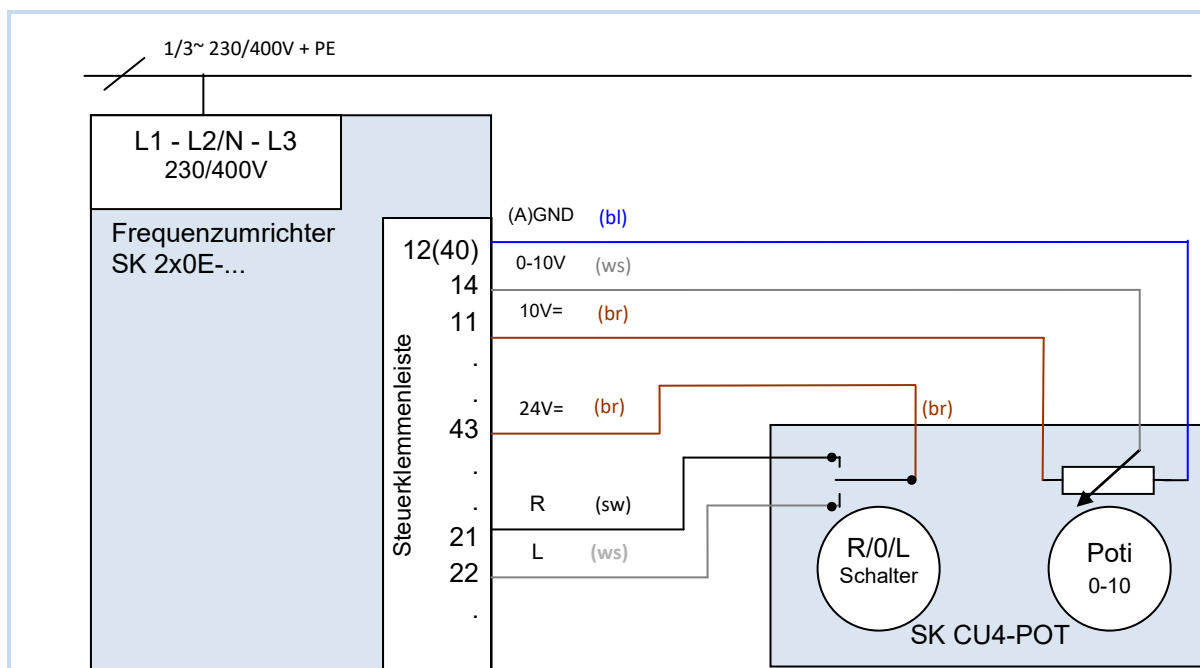 1/3~ 230/400V + PE
L1 - L2/N - L3
230/400V
Frequenzumrichter
SK 2x0E-...
Steuerklemmenleiste
12(40)
(A)GND (bl)
14
0-10V (ws)
11
10V= (br)
.
.
43
24V= (br)
(br)
.
.
21
R (sw)
22
L (ws)
.
R/0/L
Schalter
Poti
0-10
SK CU4-POT